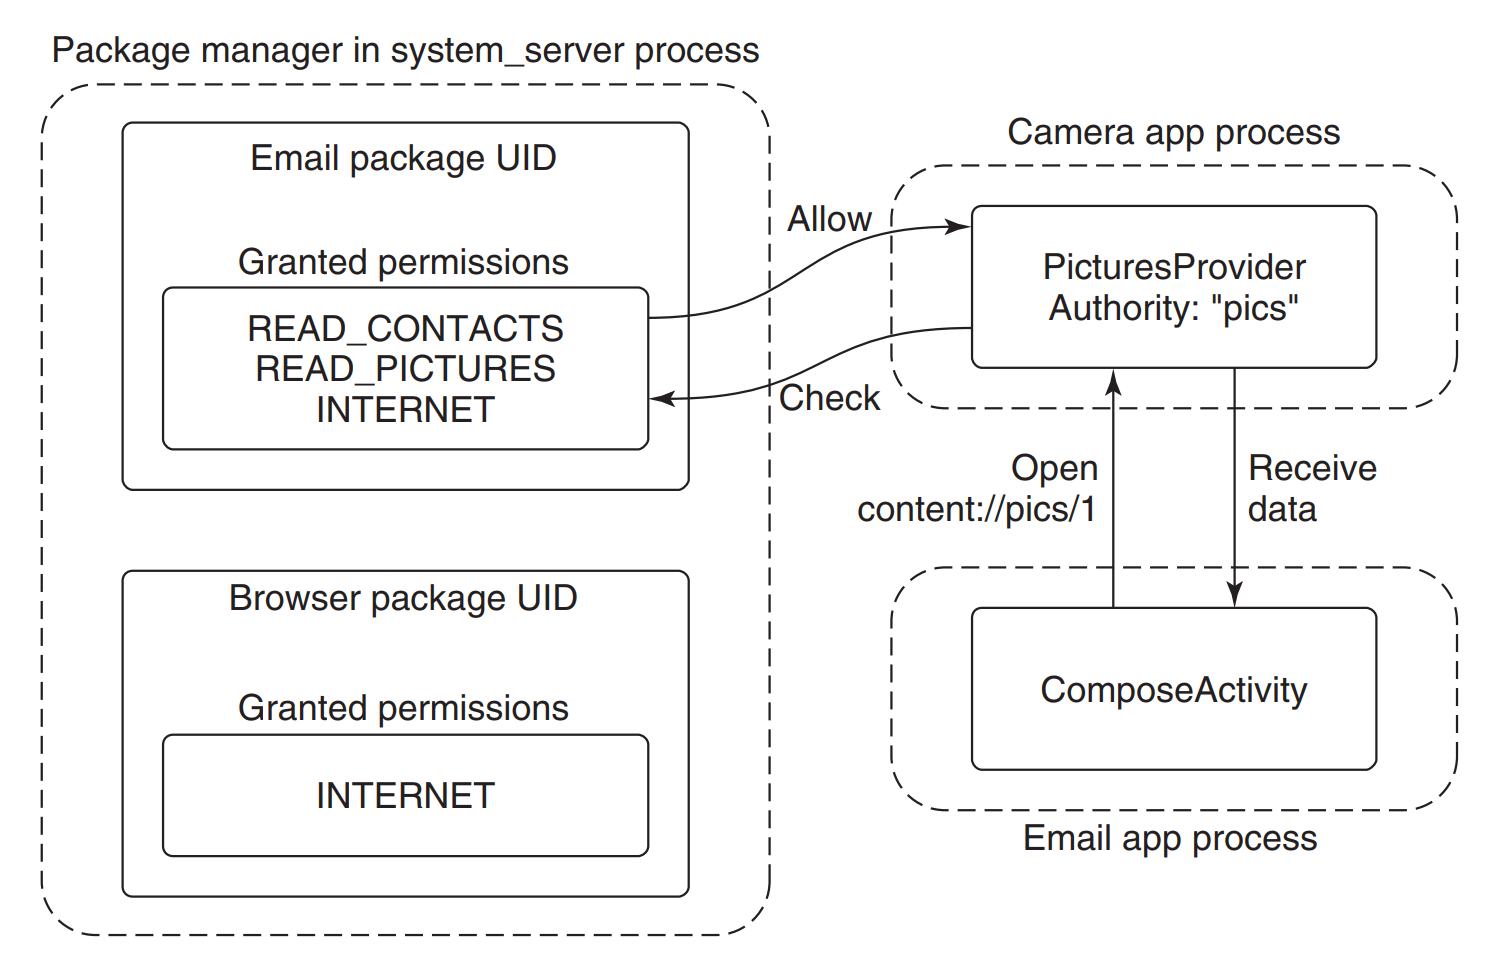 Package manager in system_server process
Email package UID
Granted permissions
READ_CONTACTS
READ_PICTURES
INTERNET
Browser package UID
Granted permissions
INTERNET
Allow
Check
Camera app process
PicturesProvider
Authority: "pics"
Open
content://pics/1
Receive
data
ComposeActivity
Email app process